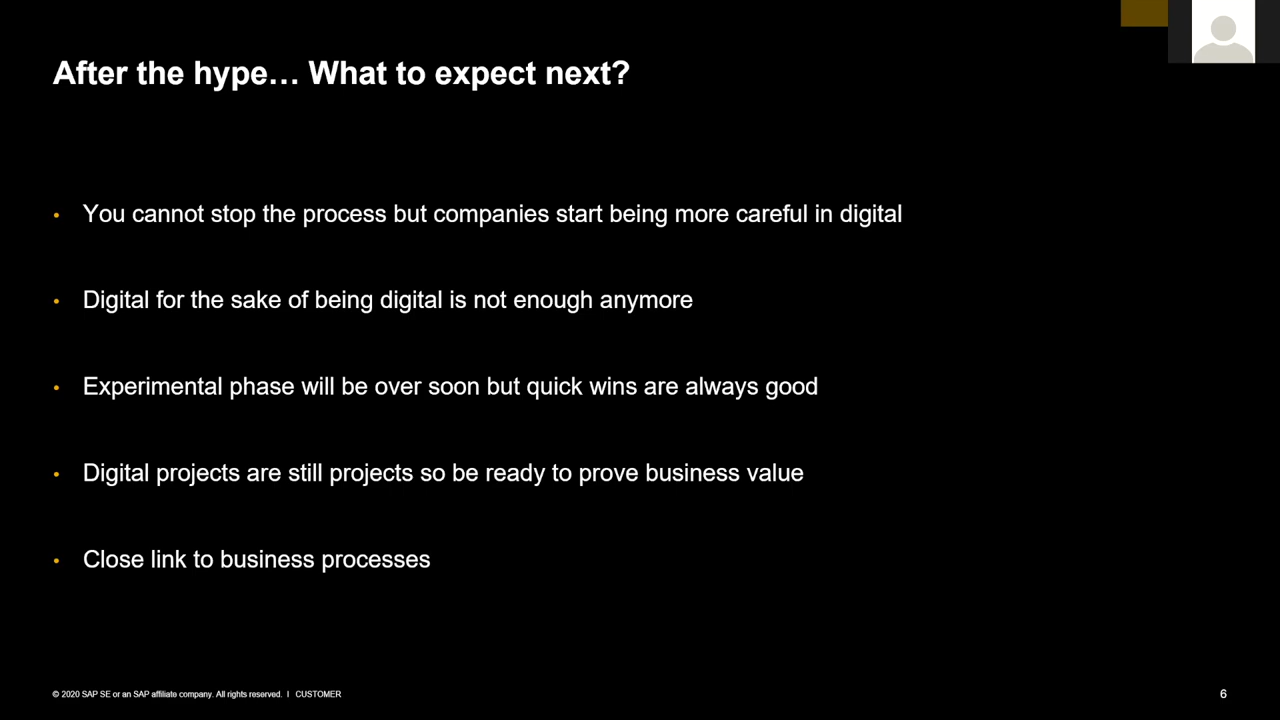 After the hype… What to expect next?
• You cannot stop the process but companies start being more careful in digital
• Digital for the sake of being digital is not enough anymore
• Experimental phase will be over soon but quick wins are always good
• Digital projects are still projects so be ready to prove business value
• Close link to business processes
© 2020 SAP SE or an SAP affiliate company. All rights reserved. I CUSTOMER
6